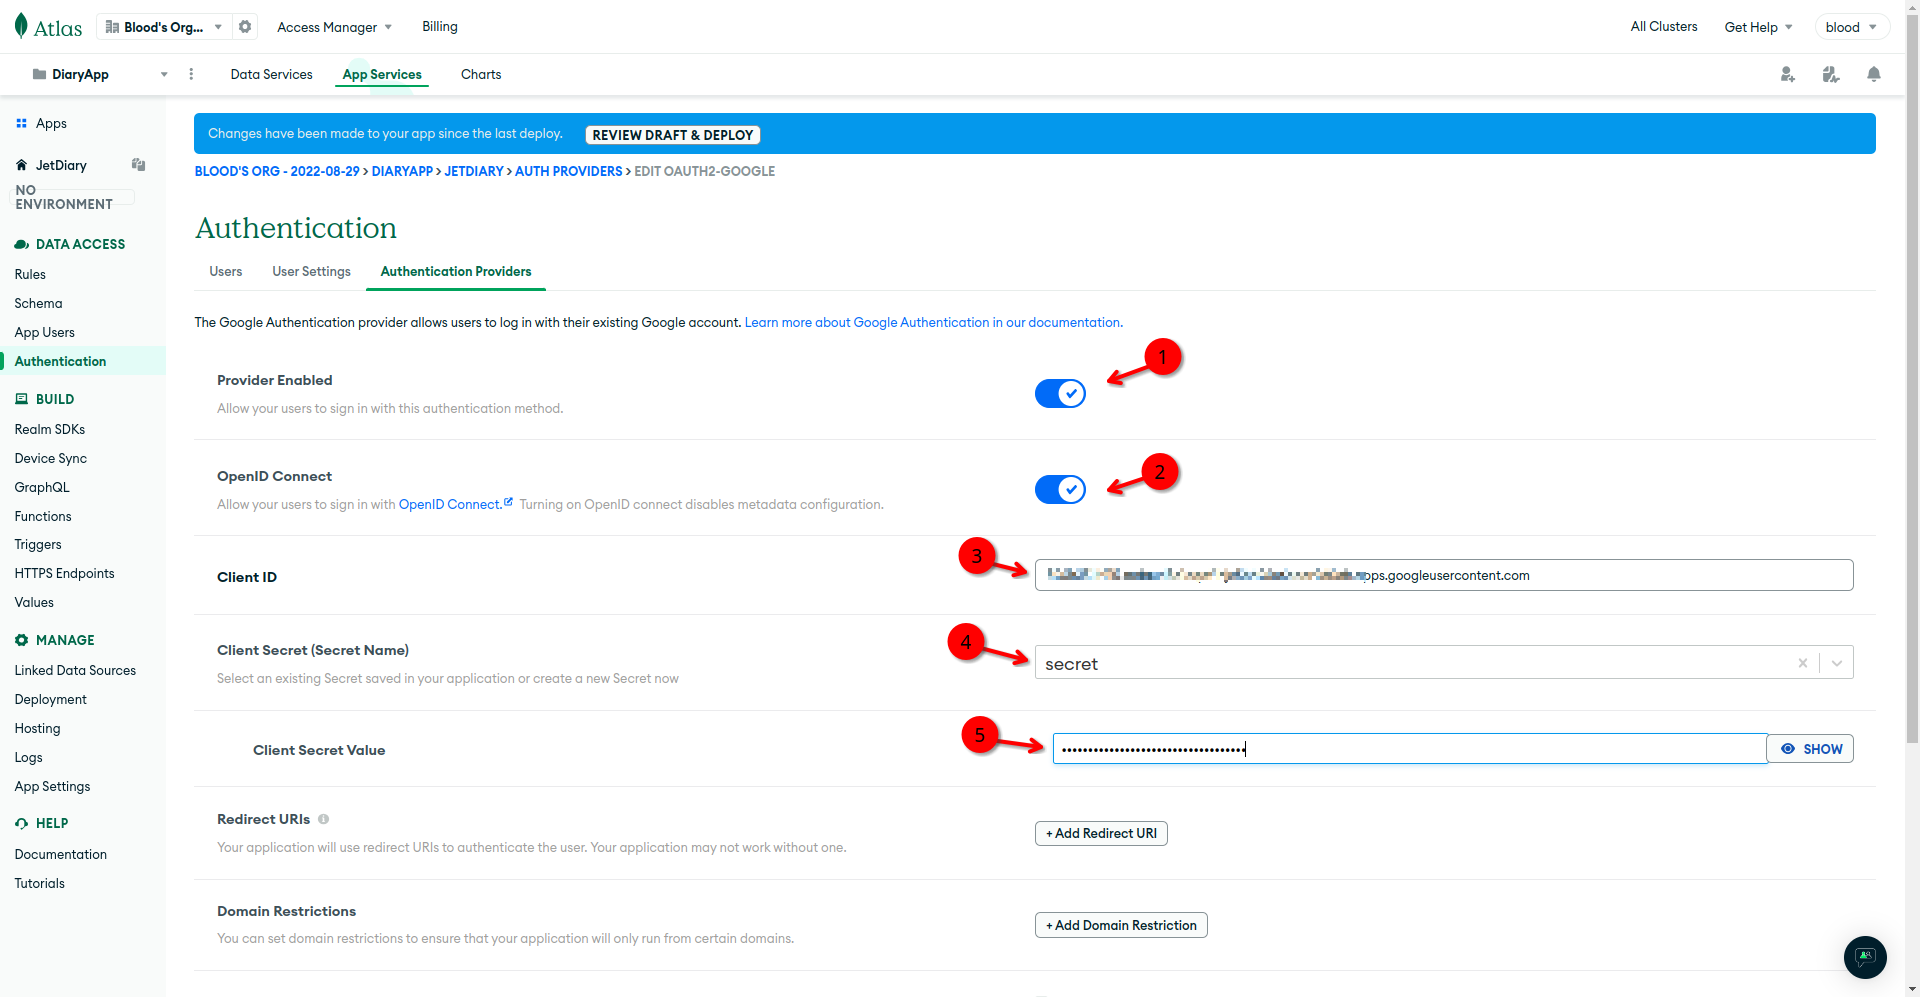 Atlas
Blood's Org...
Access Manager
Billing
All Clusters
Get Help
blood
DiaryApp
Data Services
App Services
Charts
Apps
JetDiary
NO ENVIRONMENT
DATA ACCESS
Rules
Schema
App Users
Authentication
BUILD
Realm SDKs
Device Sync
GraphQL
Functions
Triggers
HTTPS Endpoints
Values
MANAGE
Linked Data Sources
Deployment
Hosting
Logs
App Settings
HELP
Documentation
Tutorials
Changes have been made to your app since the last deploy.
REVIEW DRAFT & DEPLOY
BLOOD'S ORG - 2022-08-29 > DIARYAPP > JETDIARY > AUTH PROVIDERS > EDIT OAUTH2-GOOGLE
Authentication
Users
User Settings
Authentication Providers
The Google Authentication provider allows users to log in with their existing Google account. Learn more about Google Authentication in our documentation.
Provider Enabled
Allow your users to sign in with this authentication method.
1
OpenID Connect
Allow your users to sign in with OpenID Connect. Turning on OpenID connect disables metadata configuration.
2
Client ID
3
pps.googleusercontent.com
Client Secret (Secret Name)
Select an existing Secret saved in your application or create a new Secret now
4
secret
Client Secret Value
5
SHOW
Redirect URIs
Your application will use redirect URIs to authenticate the user. Your application may not work without one.
+ Add Redirect URI
Domain Restrictions
You can set domain restrictions to ensure that your application will only run from certain domains.
+ Add Domain Restriction